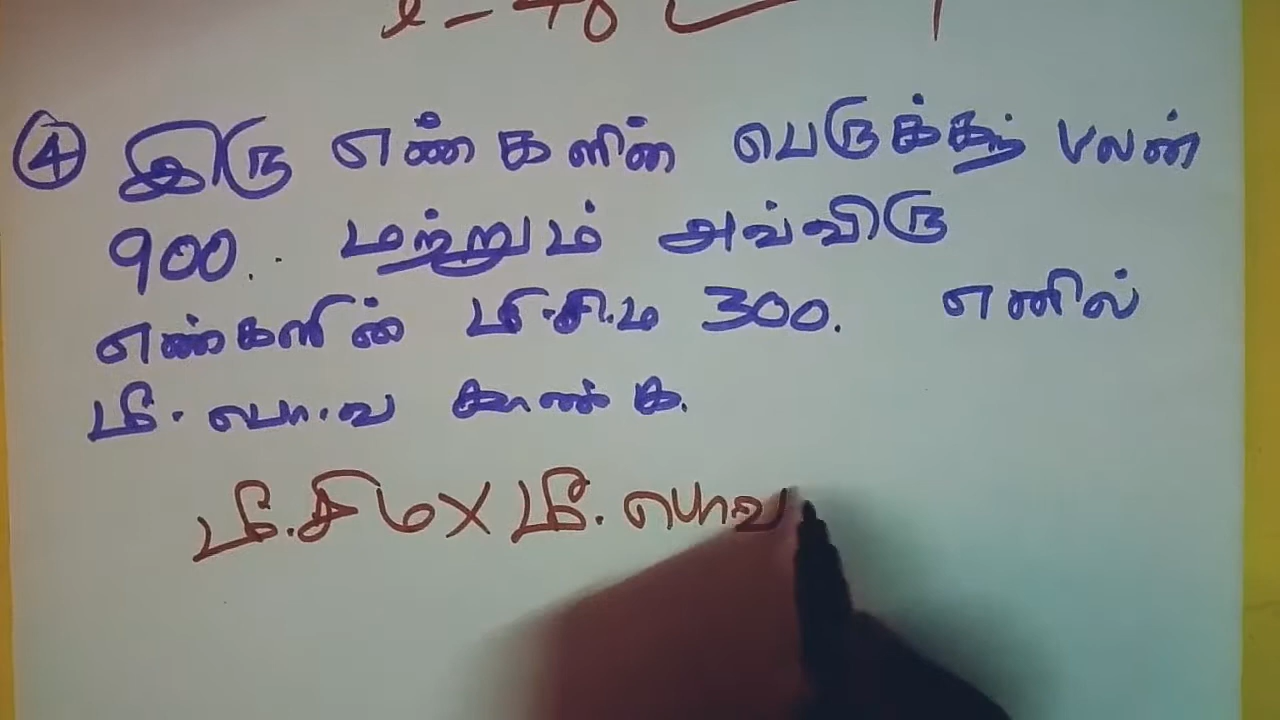 ④ இரு எண்களின் பெருக்கற் பலன்
900.. மற்றும் அவ்விரு
எண்களின் மீ.சி.ம 300. எனில்
மீ.பொ.வ காண்க.
மீ.சிம × மீ.பொவ